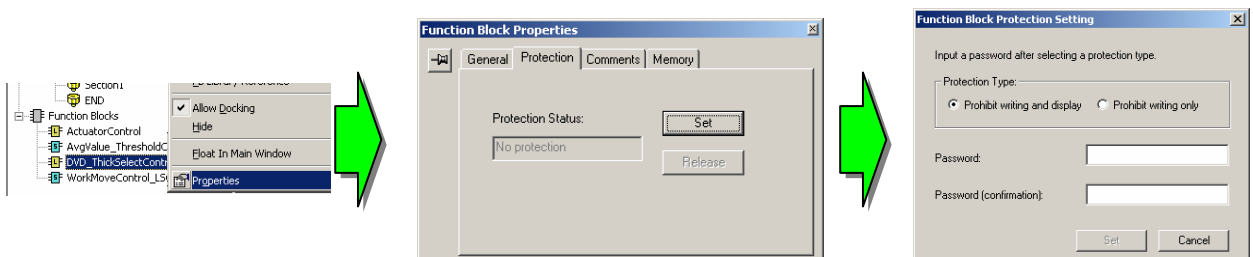 Section1
END
Function Blocks
ActuatorControl
AvgValue_ThresholdC
DVD_ThickSelectContr
WorkMoveControl_LS
Allow Docking
Hide
Float In Main Window
Properties
Function Block Properties
General Protection Comments Memory
Protection Status:
Set
No protection
Release
Function Block Protection Setting
Input a password after selecting a protection type.
Protection Type:
Prohibit writing and display Prohibit writing only
Password:
Password (confirmation):
Set Cancel